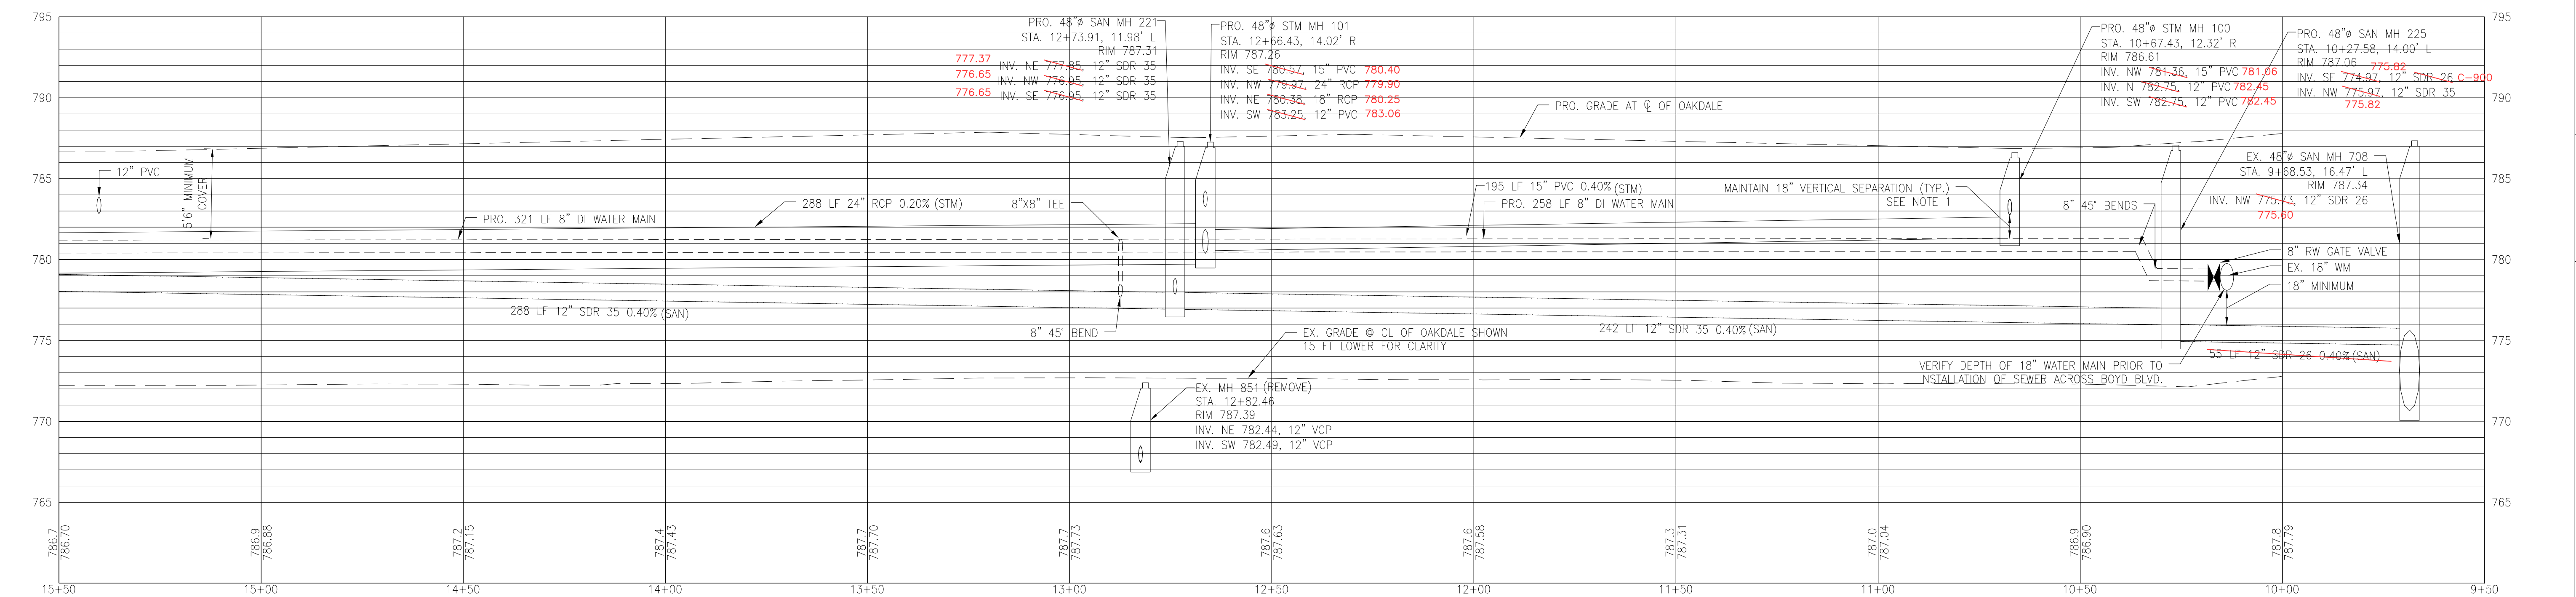 795
790
785
780
775
770
765
795
790
785
780
775
770
765
PRO. 48"ø SAN MH 221
STA. 12+73.91, 11.98' L
RIM 787.31
777.37 INV. NE 777.85, 12" SDR 35
776.65 INV. NW 776.95, 12" SDR 35
776.65 INV. SE 776.95, 12" SDR 35
PRO. 48"ø STM MH 101
STA. 12+66.43, 14.02' R
RIM 787.26
INV. SE 780.57, 15" PVC 780.40
INV. NW 779.97, 24" RCP 779.90
INV. NE 780.38, 18" RCP 780.25
INV. SW 783.25, 12" PVC 783.06
PRO. GRADE AT ℄ OF OAKDALE
PRO. 48"ø STM MH 100
STA. 10+67.43, 12.32' R
RIM 786.61
INV. NW 781.36, 15" PVC 781.06
INV. N 782.75, 12" PVC 782.45
INV. SW 782.75, 12" PVC 782.45
PRO. 48"ø SAN MH 225
STA. 10+27.58, 14.00' L
RIM 787.06 775.82
INV. SE 774.97, 12" SDR 26 C-900
INV. NW 775.97, 12" SDR 35
775.82
EX. 48"ø SAN MH 708
STA. 9+68.53, 16.47' L
RIM 787.34
INV. NW 775.73, 12" SDR 26
775.60
12" PVC
5'6" MINIMUM
COVER
PRO. 321 LF 8" DI WATER MAIN
288 LF 24" RCP 0.20% (STM)
8"X8" TEE
195 LF 15" PVC 0.40% (STM)
PRO. 258 LF 8" DI WATER MAIN
MAINTAIN 18" VERTICAL SEPARATION (TYP.)
SEE NOTE 1
8" 45° BENDS
8" RW GATE VALVE
EX. 18" WM
18" MINIMUM
288 LF 12" SDR 35 0.40% (SAN)
8" 45° BEND
EX. GRADE @ CL OF OAKDALE SHOWN
15 FT LOWER FOR CLARITY
242 LF 12" SDR 35 0.40% (SAN)
55 LF 12" SDR 26 0.40% (SAN)
VERIFY DEPTH OF 18" WATER MAIN PRIOR TO
INSTALLATION OF SEWER ACROSS BOYD BLVD.
EX. MH 851 (REMOVE)
STA. 12+82.46
RIM 787.39
INV. NE 782.44, 12" VCP
INV. SW 782.49, 12" VCP
786.7
786.70
786.9
786.88
787.2
787.15
787.4
787.43
787.7
787.70
787.7
787.73
787.6
787.63
787.6
787.58
787.3
787.31
787.0
787.04
786.9
786.90
787.8
787.79
15+50
15+00
14+50
14+00
13+50
13+00
12+50
12+00
11+50
11+00
10+50
10+00
9+50